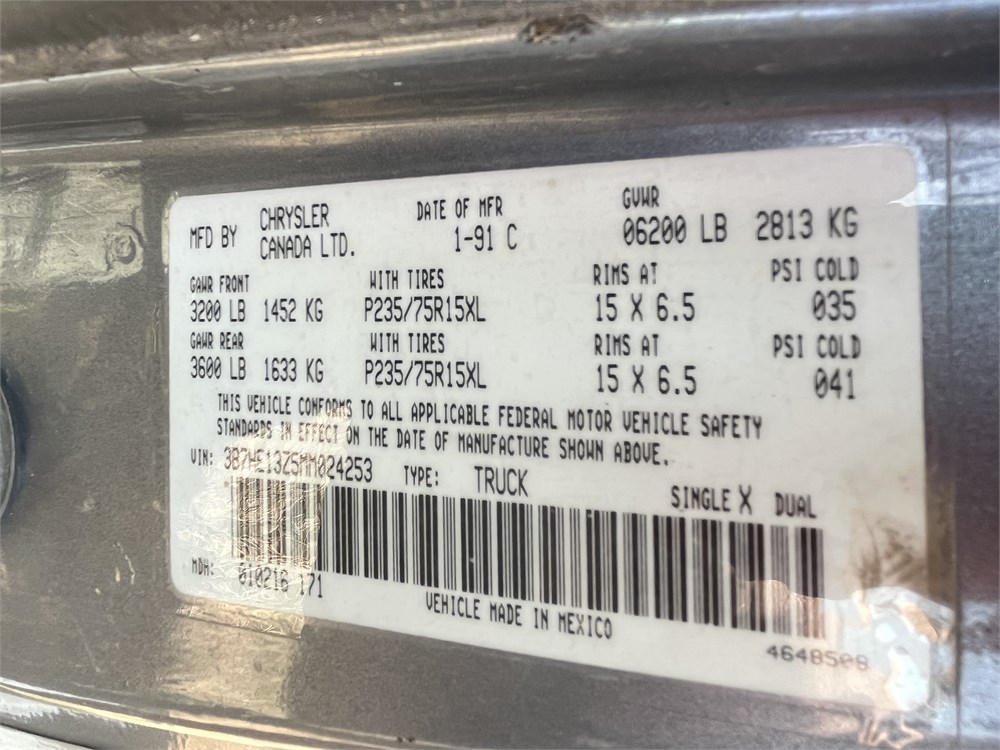 MFD BY CHRYSLER CANADA LTD. DATE OF MFR 1-91 C GVWR 06200 LB 2813 KG
GAWR FRONT WITH TIRES RIMS AT PSI COLD
3200 LB 1452 KG P235/75R15XL 15 X 6.5 035
GAWR REAR WITH TIRES RIMS AT PSI COLD
3600 LB 1633 KG P235/75R15XL 15 X 6.5 041
THIS VEHICLE CONFORMS TO ALL APPLICABLE FEDERAL MOTOR VEHICLE SAFETY
STANDARDS IN EFFECT ON THE DATE OF MANUFACTURE SHOWN ABOVE.
VIN: 3B7HE13Z5MM024253 TYPE: TRUCK SINGLE X DUAL
MDH: 010216 171
VEHICLE MADE IN MEXICO
4648508